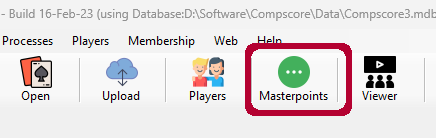 - Build 16-Feb-23 (using Database:D:\Software\Compscore\Data\Compscore3.mdb
Processes Players Membership Web Help
Open Upload Players Masterpoints Viewer